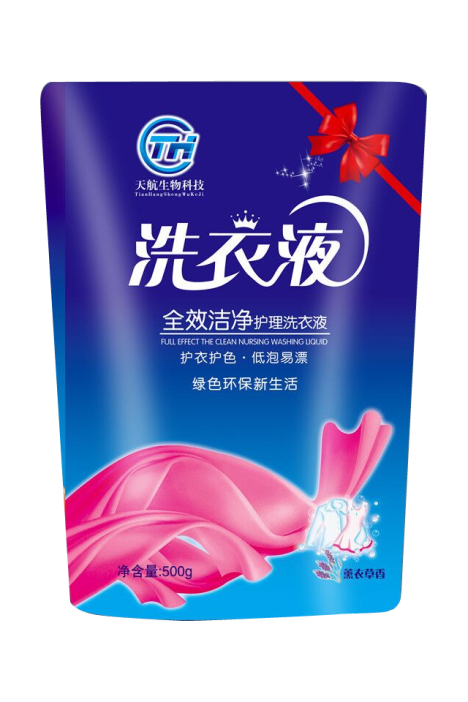 TH
天航生物科技
TianHangShengWuKeJi
洗衣液
全效洁净护理洗衣液
FULL EFFECT THE CLEAN NURSING WASHING LIQUID
护衣护色·低泡易漂
绿色环保新生活
净含量:500g
薰衣草香